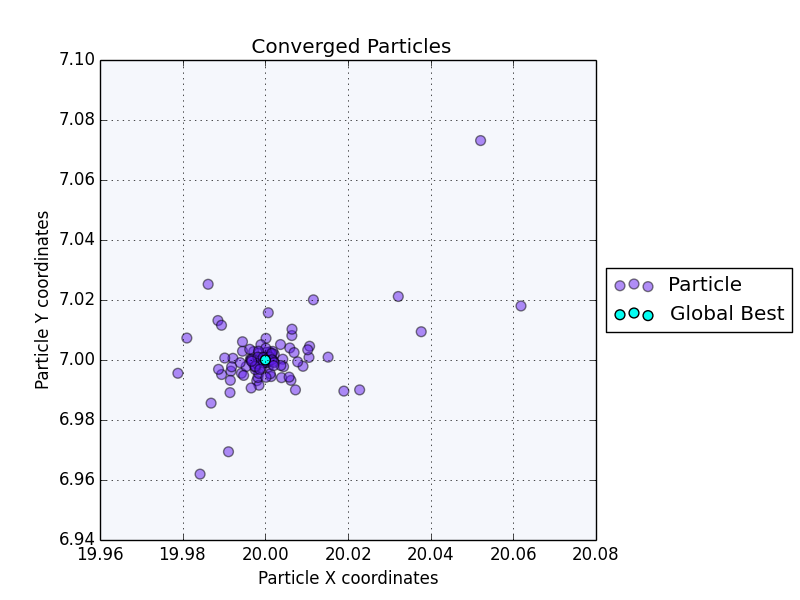 Converged Particles
7.10
7.08
7.06
7.04
7.02
7.00
6.98
6.96
6.94
Particle Y coordinates
19.96 19.98 20.00 20.02 20.04 20.06 20.08
Particle X coordinates
Particle
Global Best